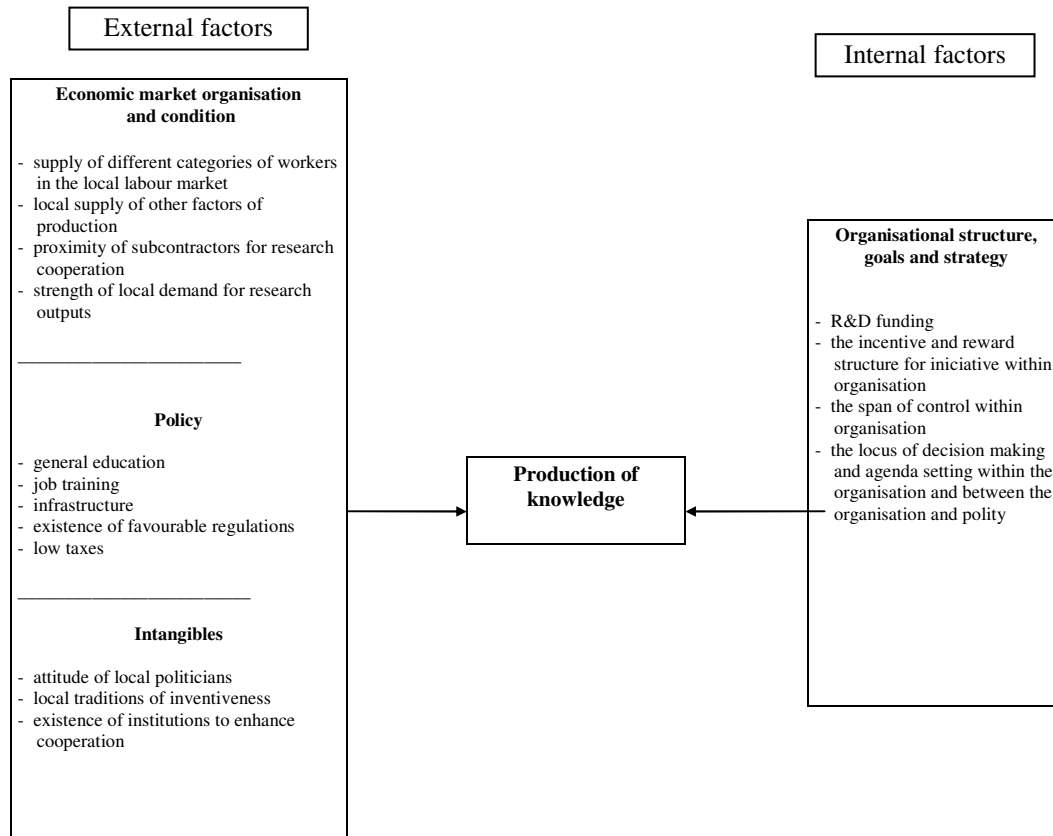 External factors
Economic market organisation
and condition
- supply of different categories of workers
in the local labour market
- local supply of other factors of
production
- proximity of subcontractors for research
cooperation
- strength of local demand for research
outputs
Policy
- general education
- job training
- infrastructure
- existence of favourable regulations
- low taxes
Intangibles
- attitude of local politicians
- local traditions of inventiveness
- existence of institutions to enhance
cooperation
Production of
knowledge
Internal factors
Organisational structure,
goals and strategy
- R&D funding
- the incentive and reward
structure for iniciative within
organisation
- the span of control within
organisation
- the locus of decision making
and agenda setting within the
organisation and between the
organisation and polity